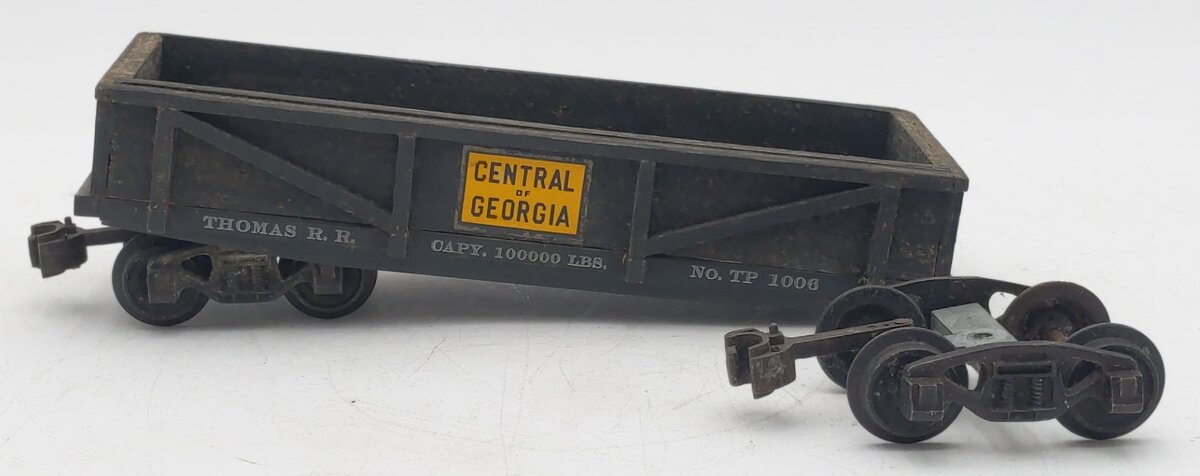 CENTRAL
OF
GEORGIA
THOMAS R. R.
CAPY. 100000 LBS.
NO. TP 1006